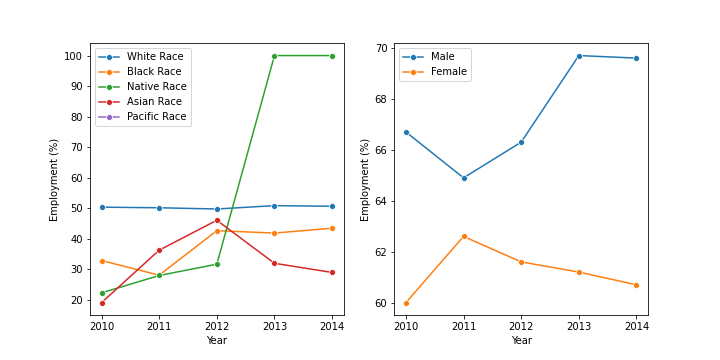 White Race
Black Race
Native Race
Asian Race
Pacific Race
100
90
80
70
60
50
40
30
20
Employment (%)
2010 2011 2012 2013 2014
Year
Male
Female
70
68
66
64
62
60
Employment (%)
2010 2011 2012 2013 2014
Year